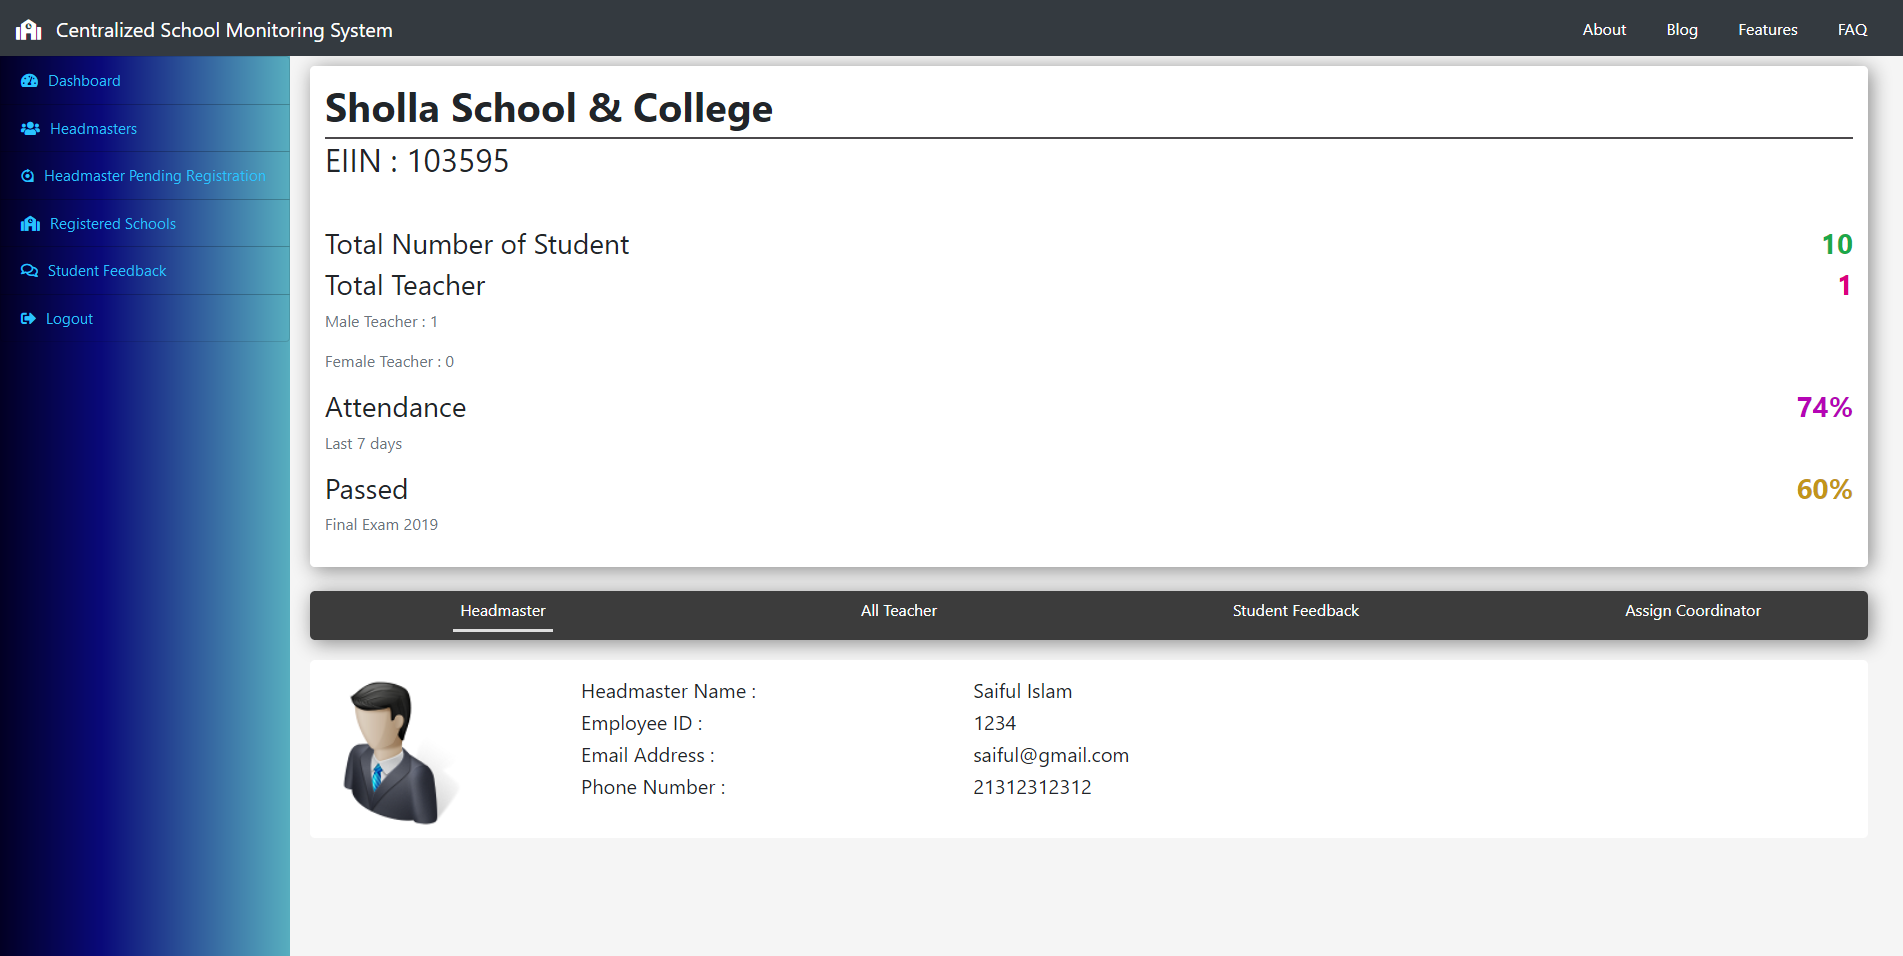 Centralized School Monitoring System
About Blog Features FAQ
Dashboard
Headmasters
Headmaster Pending Registration
Registered Schools
Student Feedback
Logout
Sholla School & College
EIIN : 103595
Total Number of Student 10
Total Teacher 1
Male Teacher : 1
Female Teacher : 0
Attendance 74%
Last 7 days
Passed 60%
Final Exam 2019
Headmaster All Teacher Student Feedback Assign Coordinator
Headmaster Name : Saiful Islam
Employee ID : 1234
Email Address : saiful@gmail.com
Phone Number : 21312312312